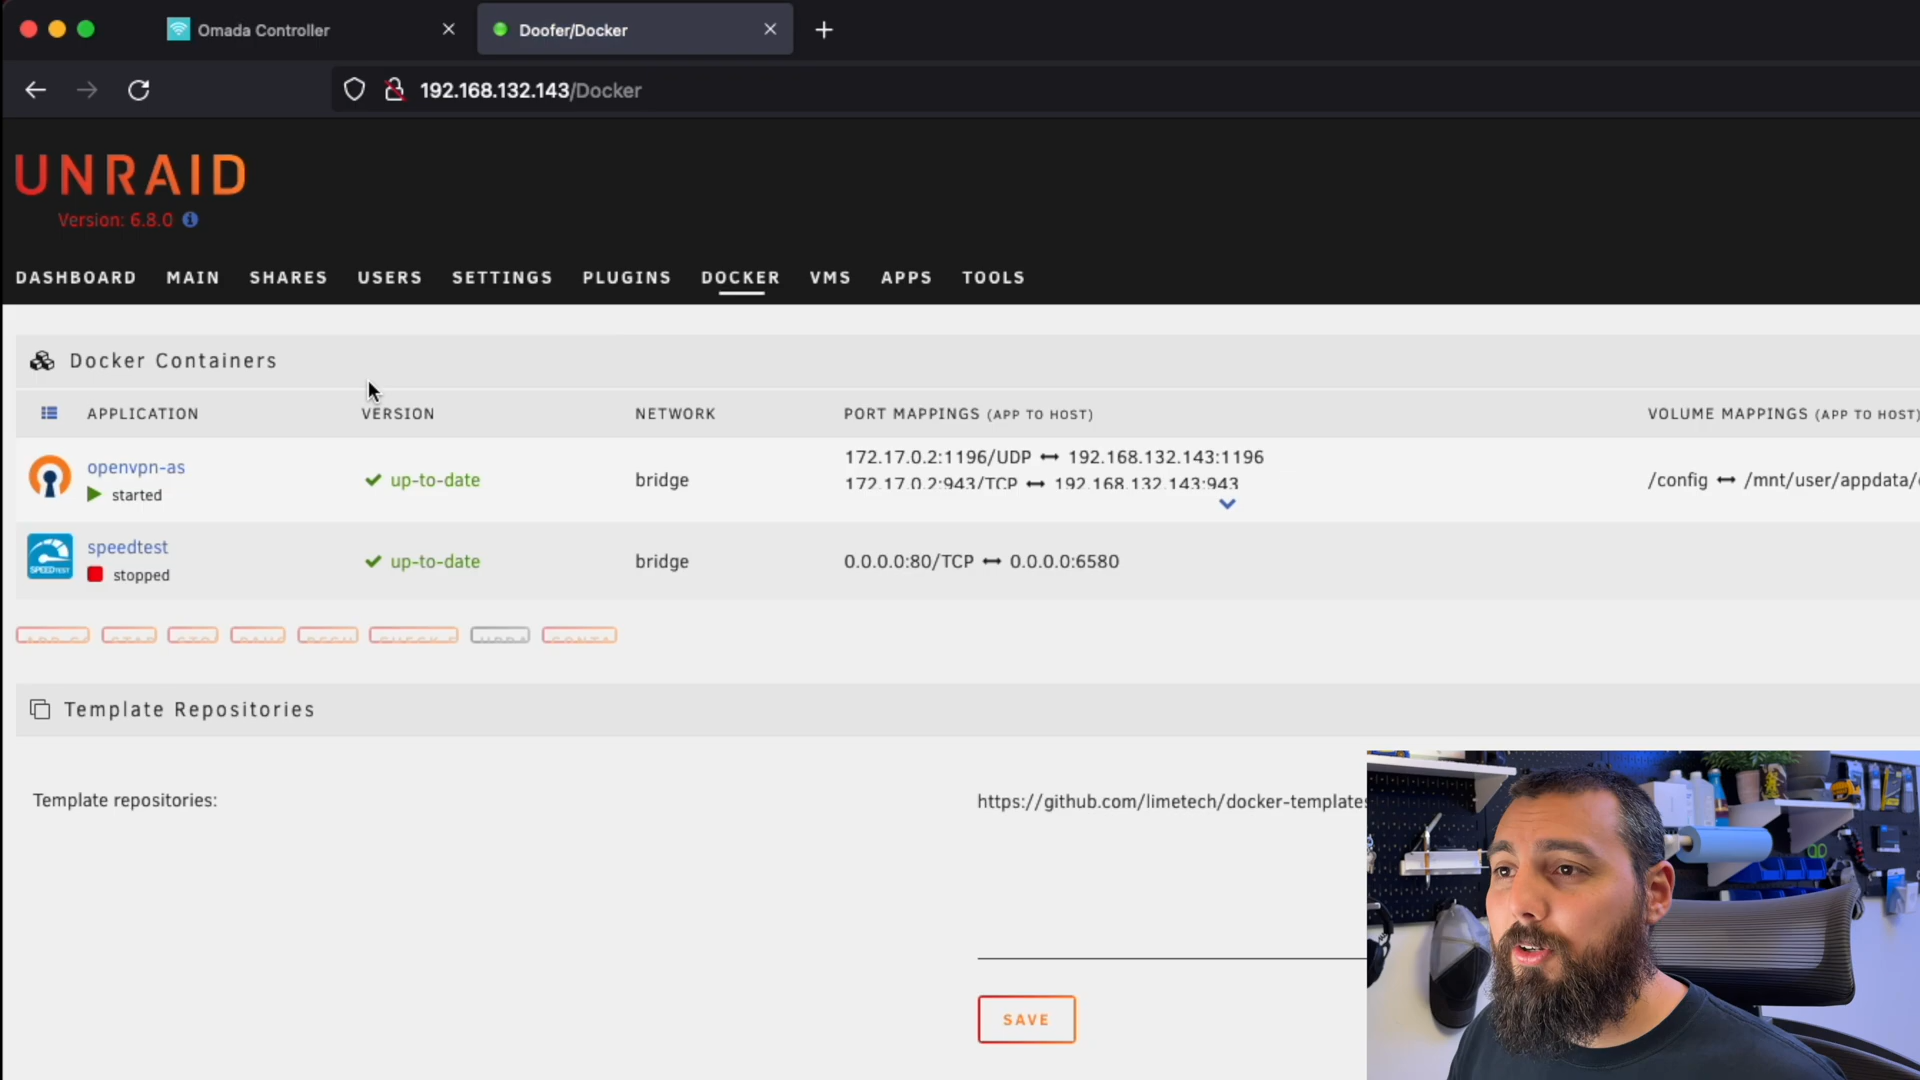 Omada Controller
Doofer/Docker
192.168.132.143/Docker
UNRAID
Version: 6.8.0
DASHBOARD MAIN SHARES USERS SETTINGS PLUGINS DOCKER VMS APPS TOOLS
Docker Containers
APPLICATION VERSION NETWORK PORT MAPPINGS (APP TO HOST) VOLUME MAPPINGS (APP TO HOST)
openvpn-as
started
up-to-date
bridge
172.17.0.2:1196/UDP ↔ 192.168.132.143:1196
172.17.0.2:943/TCP ↔ 192.168.132.143:943
/config ↔ /mnt/user/appdata/
SPEEDTEST
speedtest
stopped
up-to-date
bridge
0.0.0.0:80/TCP ↔ 0.0.0.0:6580
Template Repositories
Template repositories:
https://github.com/limetech/docker-templates
SAVE